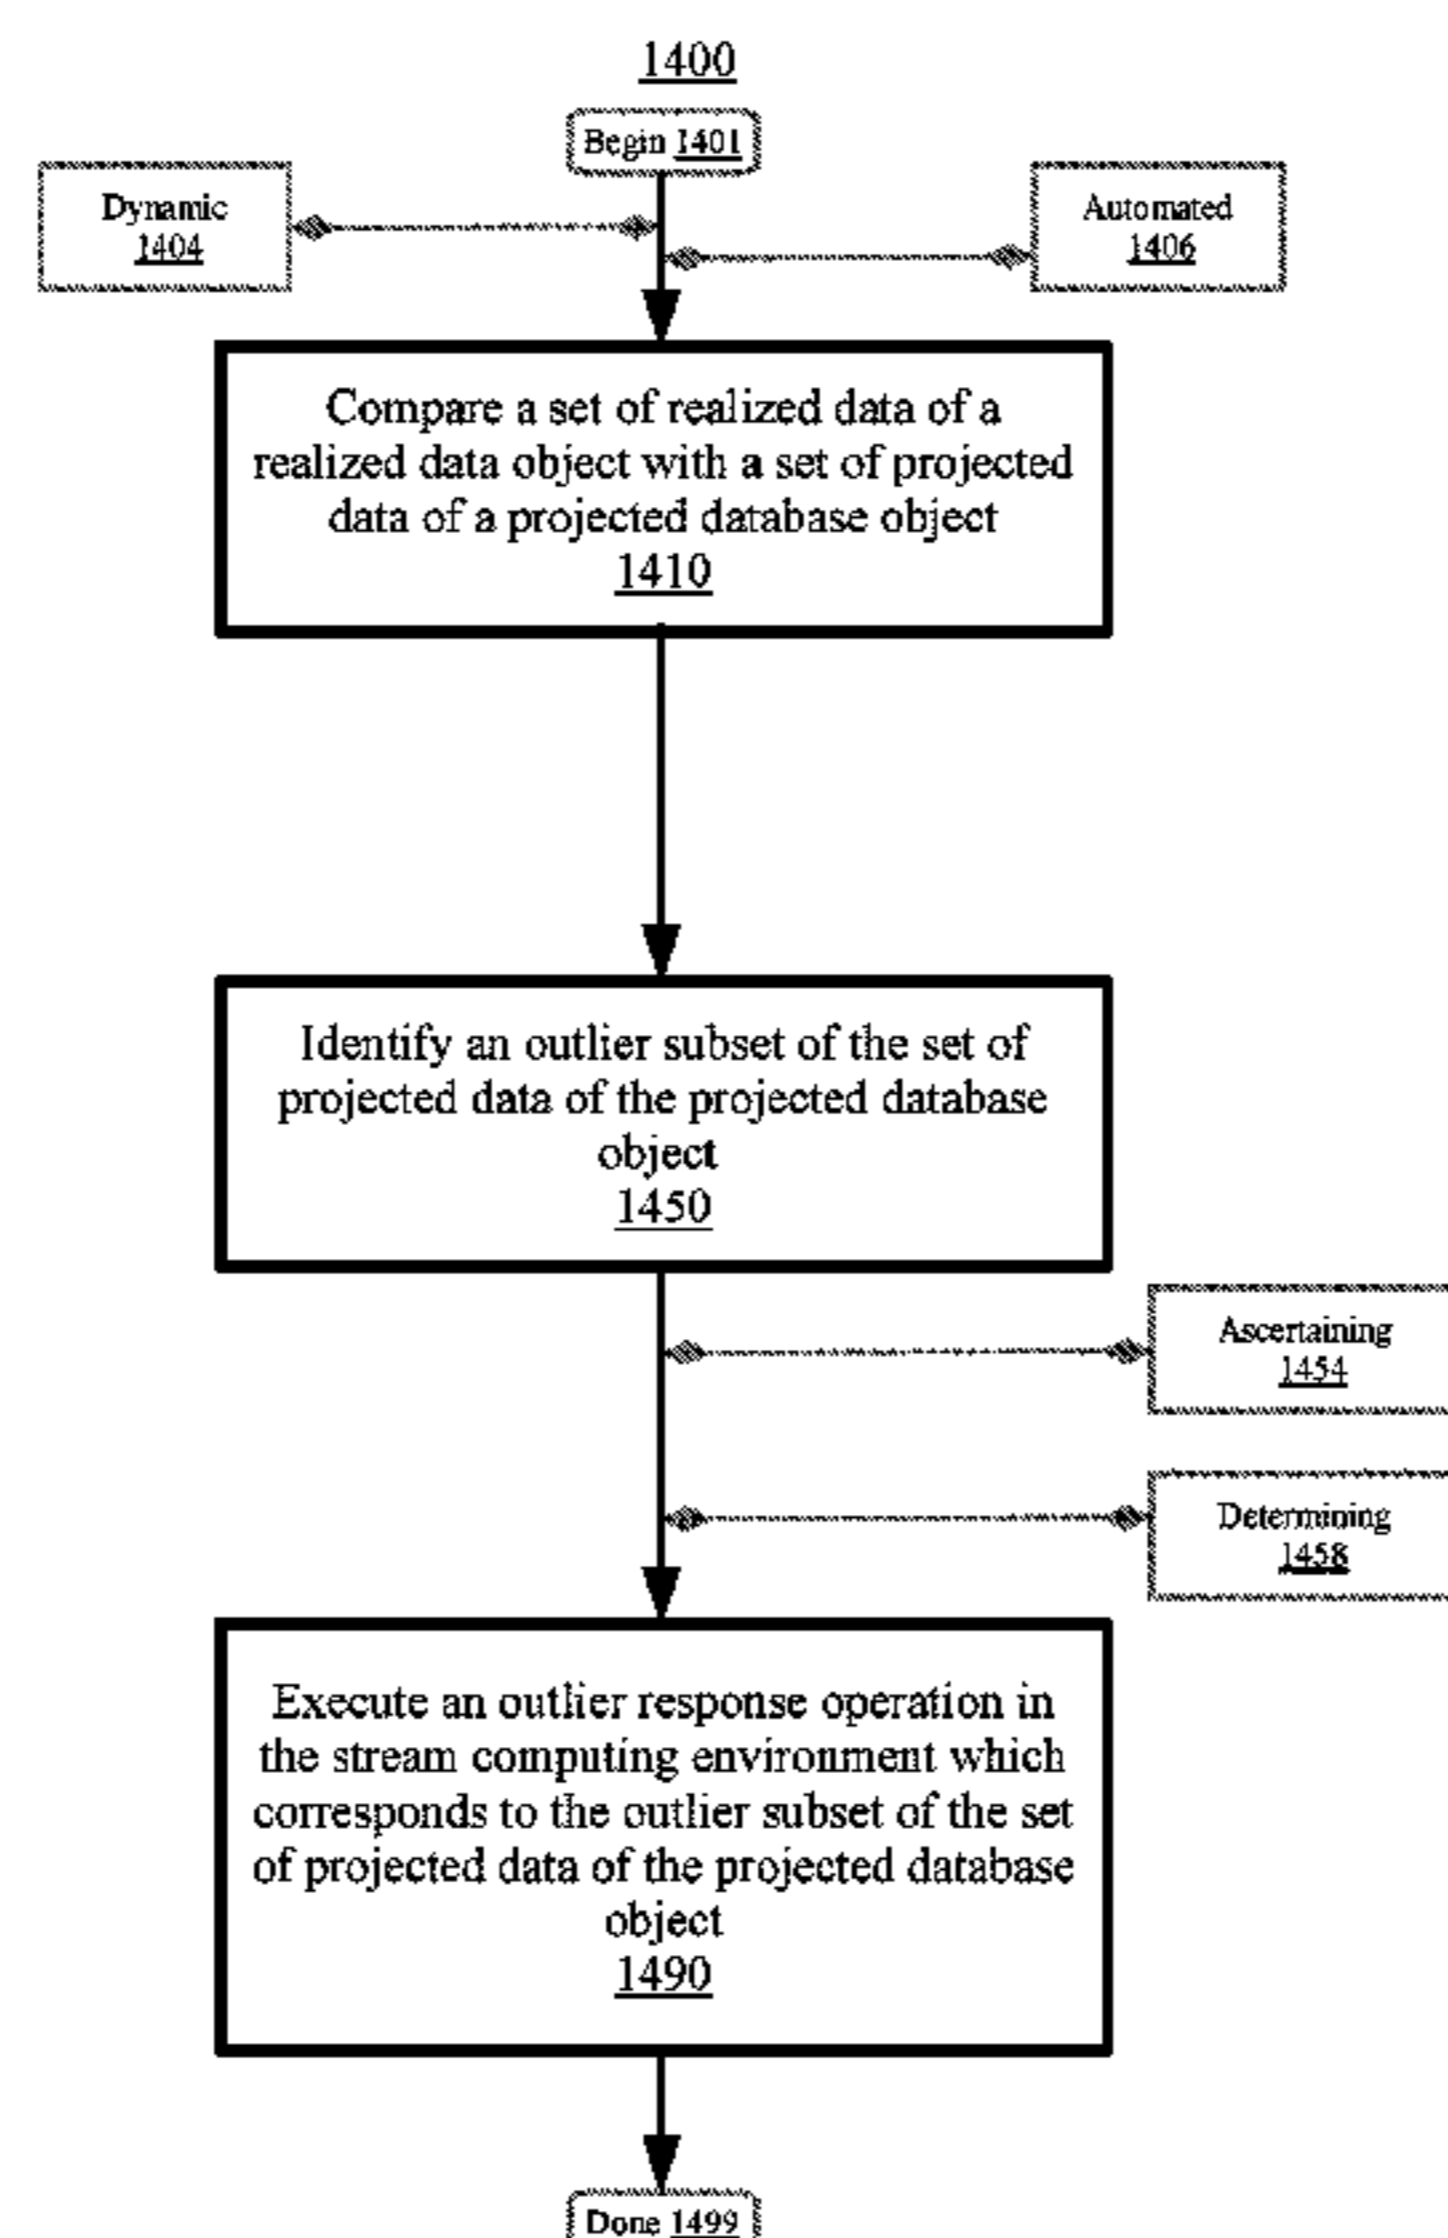 1400
Begin 1401
Dynamic
1404
Automated
1406
Compare a set of realized data of a
realized data object with a set of projected
data of a projected database object
1410
Identify an outlier subset of the set of
projected data of the projected database
object
1450
Ascertaining
1454
Determining
1458
Execute an outlier response operation in
the stream computing environment which
corresponds to the outlier subset of the set
of projected data of the projected database
object
1490
Done 1499